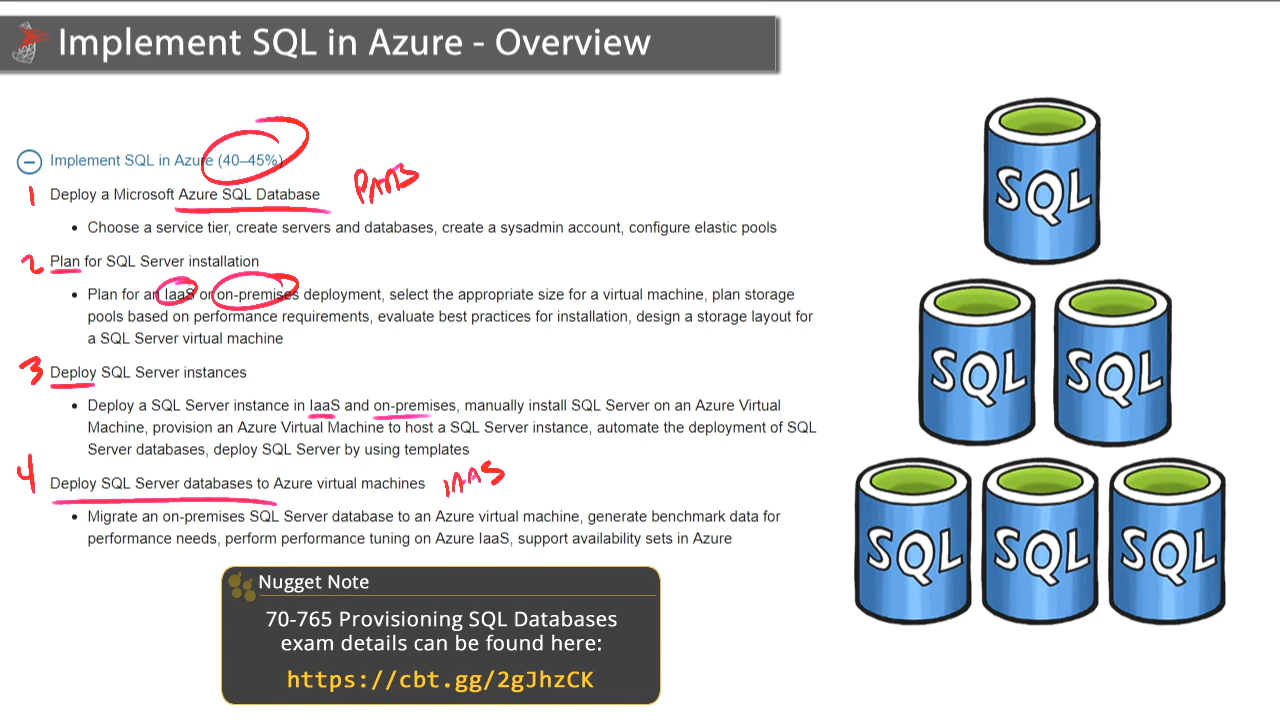 Implement SQL in Azure - Overview
Implement SQL in Azure (40–45%)
1 Deploy a Microsoft Azure SQL Database PAAS
• Choose a service tier, create servers and databases, create a sysadmin account, configure elastic pools
2 Plan for SQL Server installation
• Plan for an IaaS or on-premises deployment, select the appropriate size for a virtual machine, plan storage
pools based on performance requirements, evaluate best practices for installation, design a storage layout for
a SQL Server virtual machine
3 Deploy SQL Server instances
• Deploy a SQL Server instance in IaaS and on-premises, manually install SQL Server on an Azure Virtual
Machine, provision an Azure Virtual Machine to host a SQL Server instance, automate the deployment of SQL
Server databases, deploy SQL Server by using templates
4 Deploy SQL Server databases to Azure virtual machines IAAS
• Migrate an on-premises SQL Server database to an Azure virtual machine, generate benchmark data for
performance needs, perform performance tuning on Azure IaaS, support availability sets in Azure
Nugget Note
70-765 Provisioning SQL Databases
exam details can be found here:
https://cbt.gg/2gJhzCK
SQL
SQL SQL
SQL SQL SQL